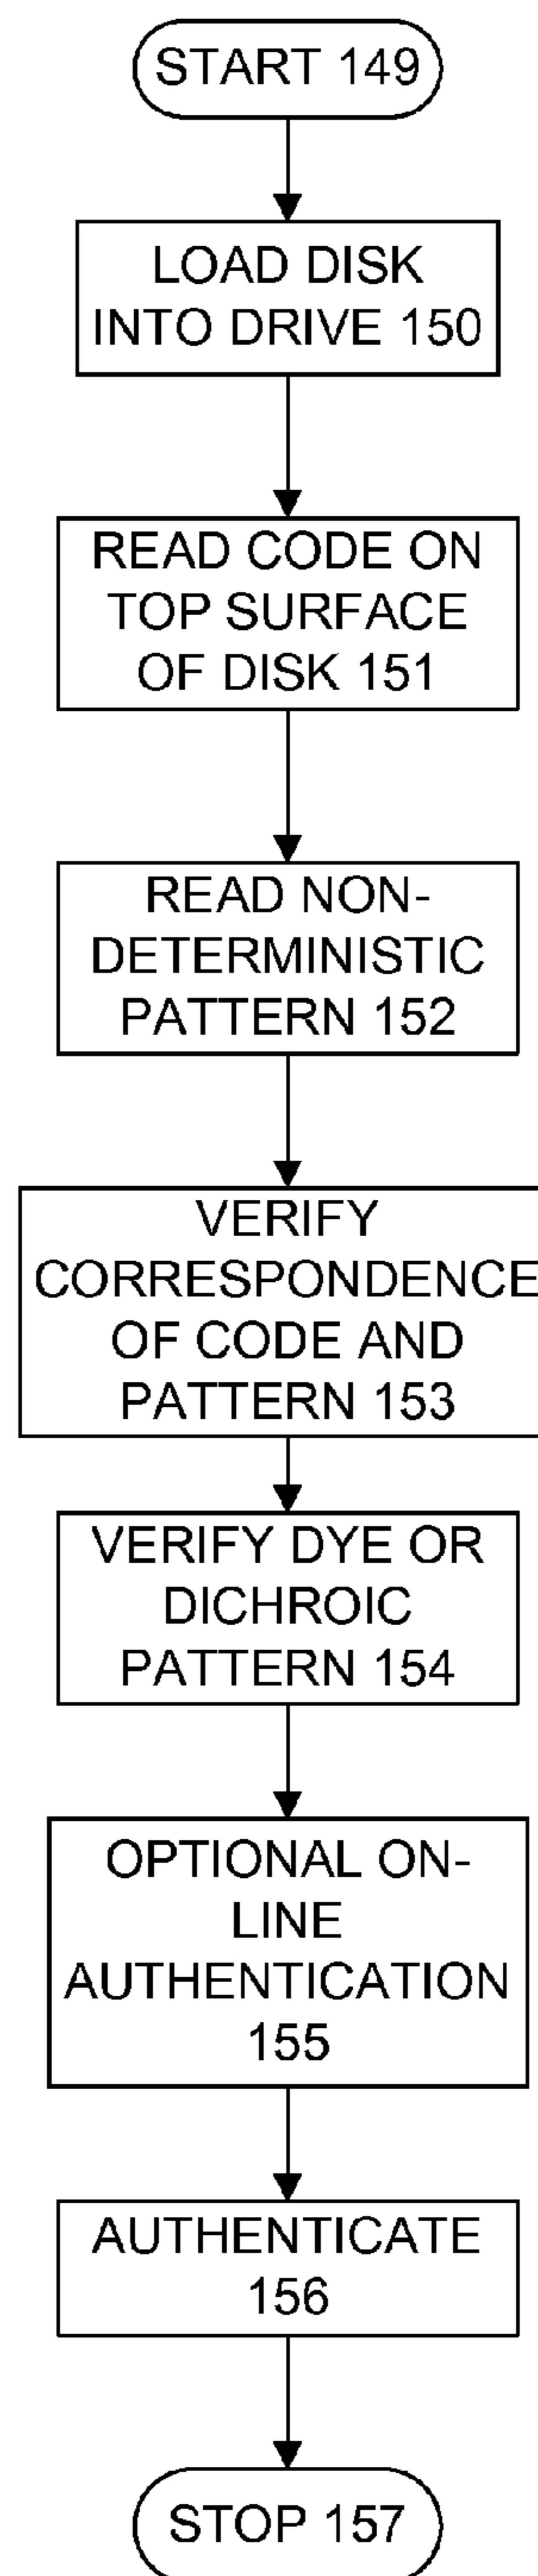 START 149
LOAD DISK
INTO DRIVE 150
READ CODE ON
TOP SURFACE
OF DISK 151
READ NON-
DETERMINISTIC
PATTERN 152
VERIFY
CORRESPONDENCE
OF CODE AND
PATTERN 153
VERIFY DYE OR
DICHROIC
PATTERN 154
OPTIONAL ON-
LINE
AUTHENTICATION
155
AUTHENTICATE
156
STOP 157